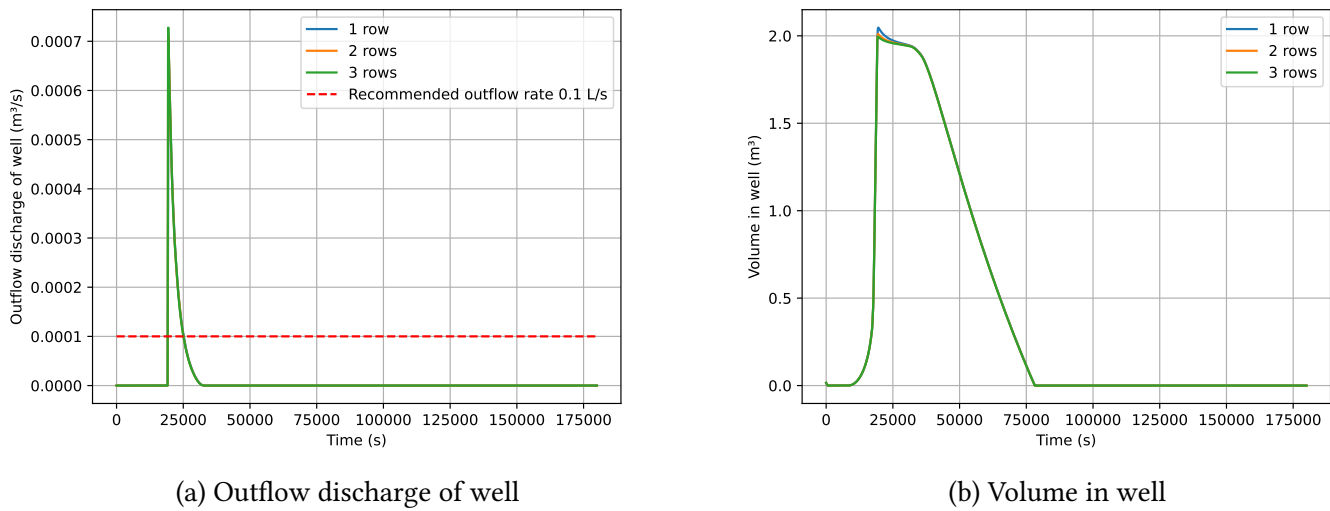 Outflow discharge of well (m³/s)
0.0007
0.0006
0.0005
0.0004
0.0003
0.0002
0.0001
0.0000
1 row
2 rows
3 rows
Recommended outflow rate 0.1 L/s
0 25000 50000 75000 100000 125000 150000 175000
Time (s)
(a) Outflow discharge of well
Volume in well (m³)
2.0
1.5
1.0
0.5
0.0
1 row
2 rows
3 rows
0 25000 50000 75000 100000 125000 150000 175000
Time (s)
(b) Volume in well